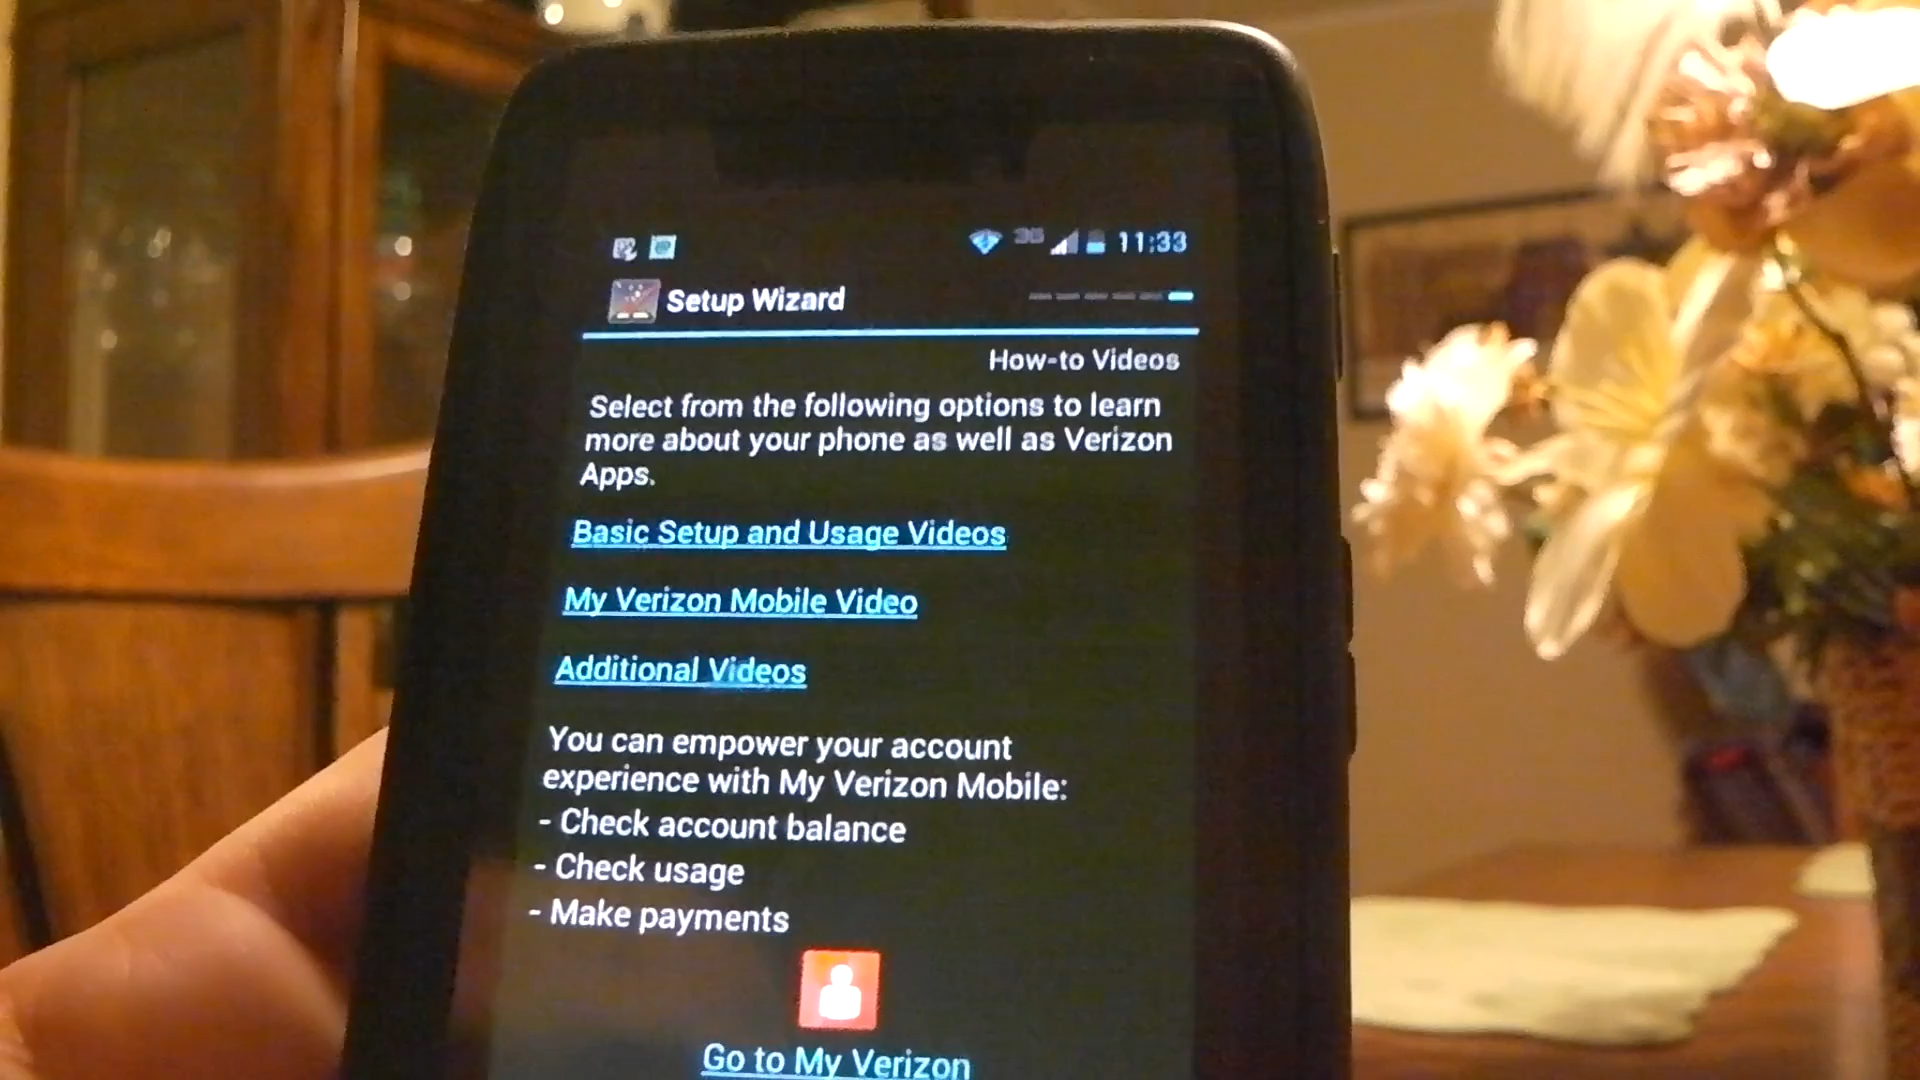 3G 11:33
Setup Wizard
How-to Videos
Select from the following options to learn
more about your phone as well as Verizon
Apps.
Basic Setup and Usage Videos
My Verizon Mobile Video
Additional Videos
You can empower your account
experience with My Verizon Mobile:
- Check account balance
- Check usage
- Make payments
Go to My Verizon